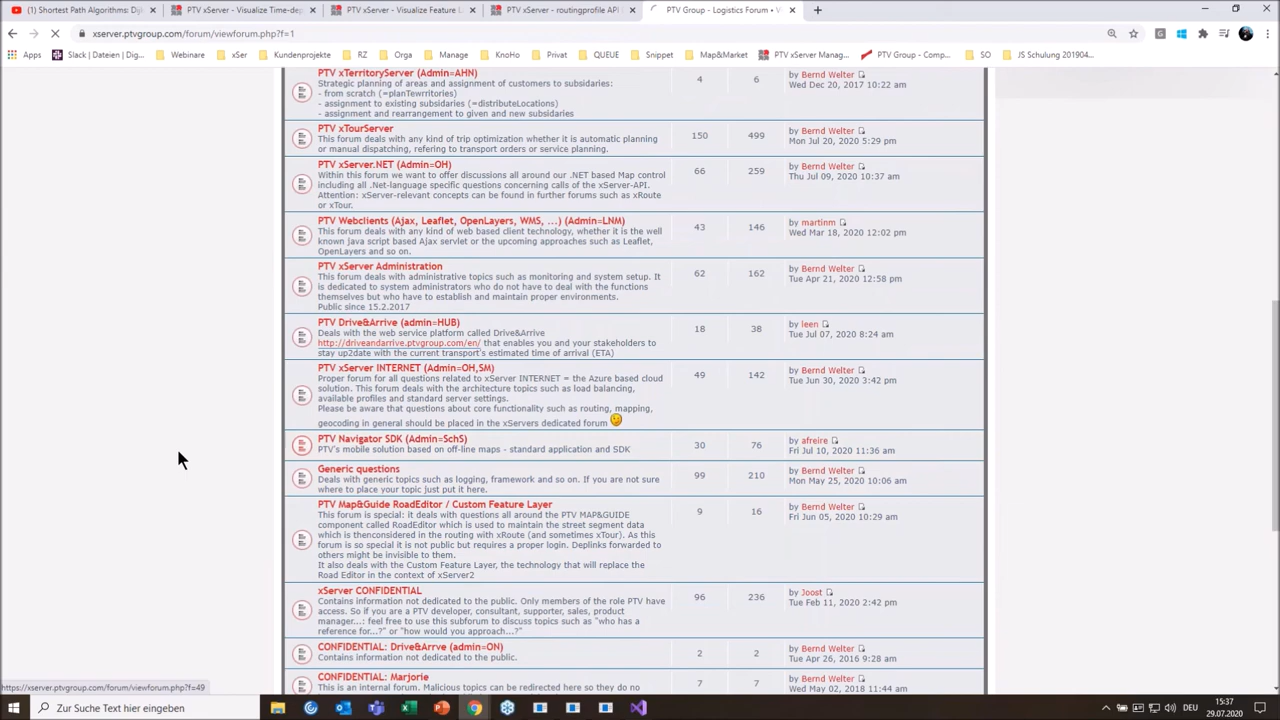 (1) Shortest Path Algorithms: Dij
PTV xServer - Visualize Time-dep
PTV xServer - Visualize Feature L
PTV xServer - routingprofile API
PTV Group - Logistics Forum • V
xserver.ptvgroup.com/forum/viewforum.php?f=1
Apps
Slack | Dateien | Dig...
Webinare
xSer
Projekte
RZ
Orga
Manage
KnoHo
Privat
QUEUE
Snippet
Map&Market
PTV xServer Manag...
PTV Group - Comp...
SO
JS Schulung 201904...
PTV xTerritoryServer (Admin=AHN)
Strategic planning of areas and assignment of customers to subsidaries:
- from scratch (=planTewrritories)
- assignment to existing subsidaries (=distributeLocations)
- assignment and rearrangement to given and new subsidaries
4
6
by Bernd Welter
Wed Dec 20, 2017 10:22 am
PTV xTourServer
This forum deals with any kind of trip optimization whether it is automatic planning
or manual dispatching, refering to transport orders or service planning.
150
499
by Bernd Welter
Mon Jul 20, 2020 5:29 pm
PTV xServer.NET (Admin=OH)
Within this forum we want to offer discussions all around our .NET based Map control
including all .Net-language specific questions concerning calls of the xServer-API.
Attention: xServer-relevant concepts can be found in further forums such as xRoute
or xTour.
66
259
by Bernd Welter
Thu Jul 09, 2020 10:37 am
PTV Webclients (Ajax, Leaflet, OpenLayers, WMS, ...) (Admin=LNM)
This forum deals with any kind of web based client technology, whether it is the well
known java script based Ajax servlet or the upcoming approaches such as Leaflet,
OpenLayers and so on.
43
146
by martinm
Wed Mar 18, 2020 12:02 pm
PTV xServer Administration
This forum deals with administrative topics such as monitoring and system setup. It
is dedicated to system administrators who do not have to deal with the functions
themselves but who have to establish and maintain proper environments.
Public since 15.2.2017
62
162
by Bernd Welter
Tue Apr 21, 2020 12:58 pm
PTV Drive&Arrive (admin=HUB)
Deals with the web service platform called Drive&Arrive
http://driveandarrive.ptvgroup.com/en/ that enables you and your stakeholders to
stay up2date with the current transport's estimated time of arrival (ETA)
18
38
by leen
Tue Jul 07, 2020 8:24 am
PTV xServer INTERNET (Admin=OH,SM)
Proper forum for all questions related to xServer INTERNET = the Azure based cloud
solution. This forum deals with the architecture topics such as load balancing,
available profiles and standard server settings.
Please be aware that questions about core functionality such as routing, mapping,
geocoding in general should be placed in the xServers dedicated forum
49
142
by Bernd Welter
Tue Jun 30, 2020 3:42 pm
PTV Navigator SDK (Admin=SchS)
PTV's mobile solution based on off-line maps - standard application and SDK
30
76
by afreire
Fri Jul 10, 2020 11:36 am
Generic questions
Deals with generic topics such as logging, framework and so on. If you are not sure
where to place your topic just put it here.
99
210
by Bernd Welter
Mon May 25, 2020 10:06 am
PTV Map&Guide RoadEditor / Custom Feature Layer
This forum is special: it deals with questions all around the PTV MAP&GUIDE
component called RoadEditor which is used to maintain the street segment data
which is thenconsidered in the routing with xRoute (and sometimes xTour). As this
forum is so special it is not public but requires a proper login. Deplinks forwarded to
others might be invisible to them.
It also deals with the Custom Feature Layer, the technology that will replace the
Road Editor in the context of xServer2
9
16
by Bernd Welter
Fri Jun 05, 2020 10:29 am
xServer CONFIDENTIAL
Contains information not dedicated to the public. Only members of the role PTV have
access. So if you are a PTV developer, consultant, supporter, sales, product
manager...: feel free to use this subforum to discuss topics such as "who has a
reference for...?" or "how would you approach...?"
96
236
by Joost
Tue Feb 11, 2020 2:42 pm
CONFIDENTIAL: Drive&Arrve (admin=ON)
Contains information not dedicated to the public.
2
2
by Bernd Welter
Tue Apr 26, 2016 9:28 am
CONFIDENTIAL: Marjorie
This is an internal forum. Malicious topics can be redirected here so they do no
7
7
by Bernd Welter
Wed May 02, 2018 11:44 am
https://xserver.ptvgroup.com/forum/viewforum.php?f=49
Zur Suche Text hier eingeben
DEU
15:37
29.07.2020